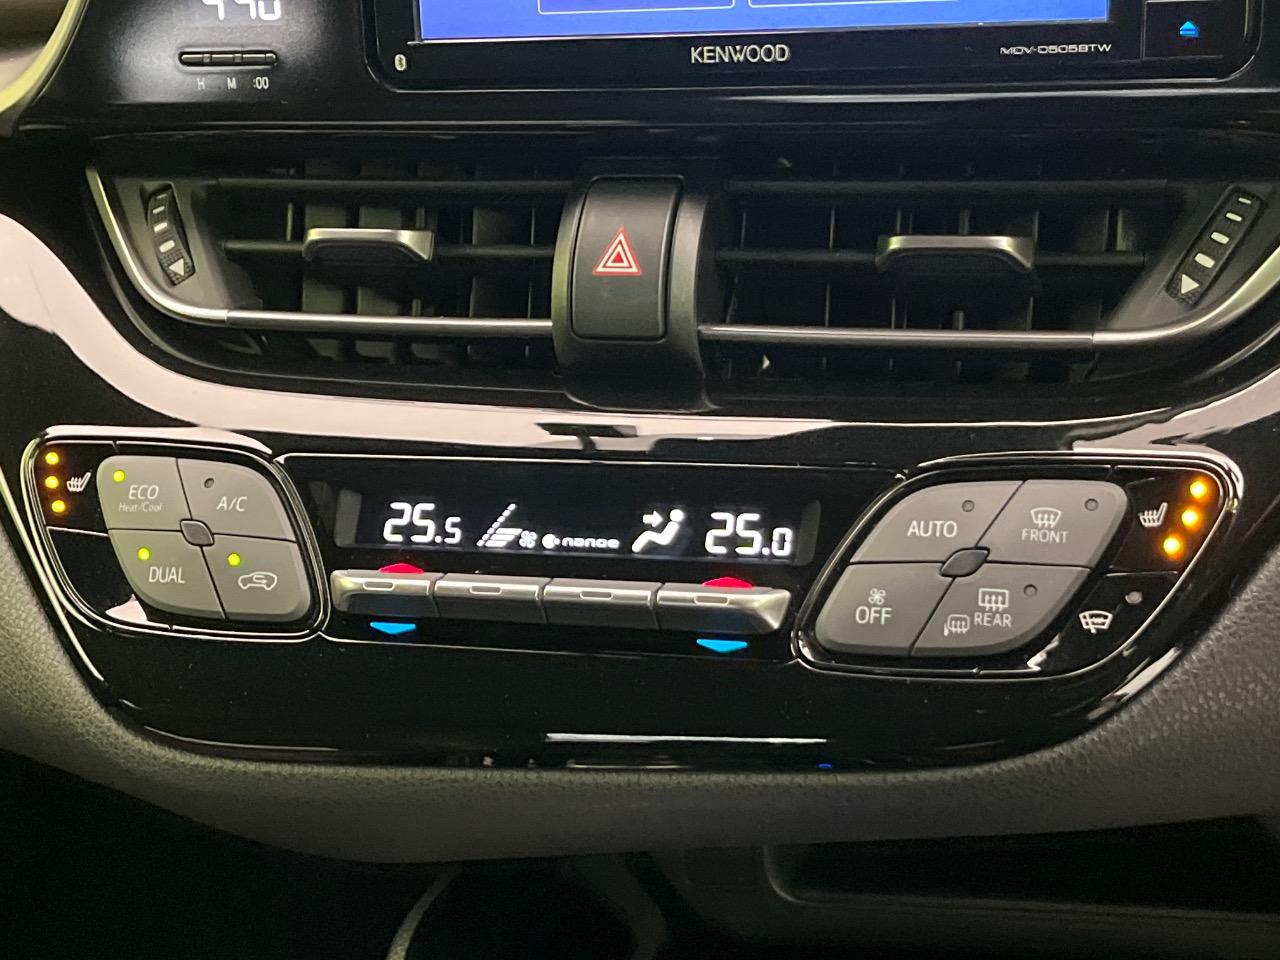 KENWOOD
MDV-D505BTW
H M :00
ECO
Heat/Cool
A/C
DUAL
25.5
nanoe
25.0
AUTO
FRONT
OFF
REAR